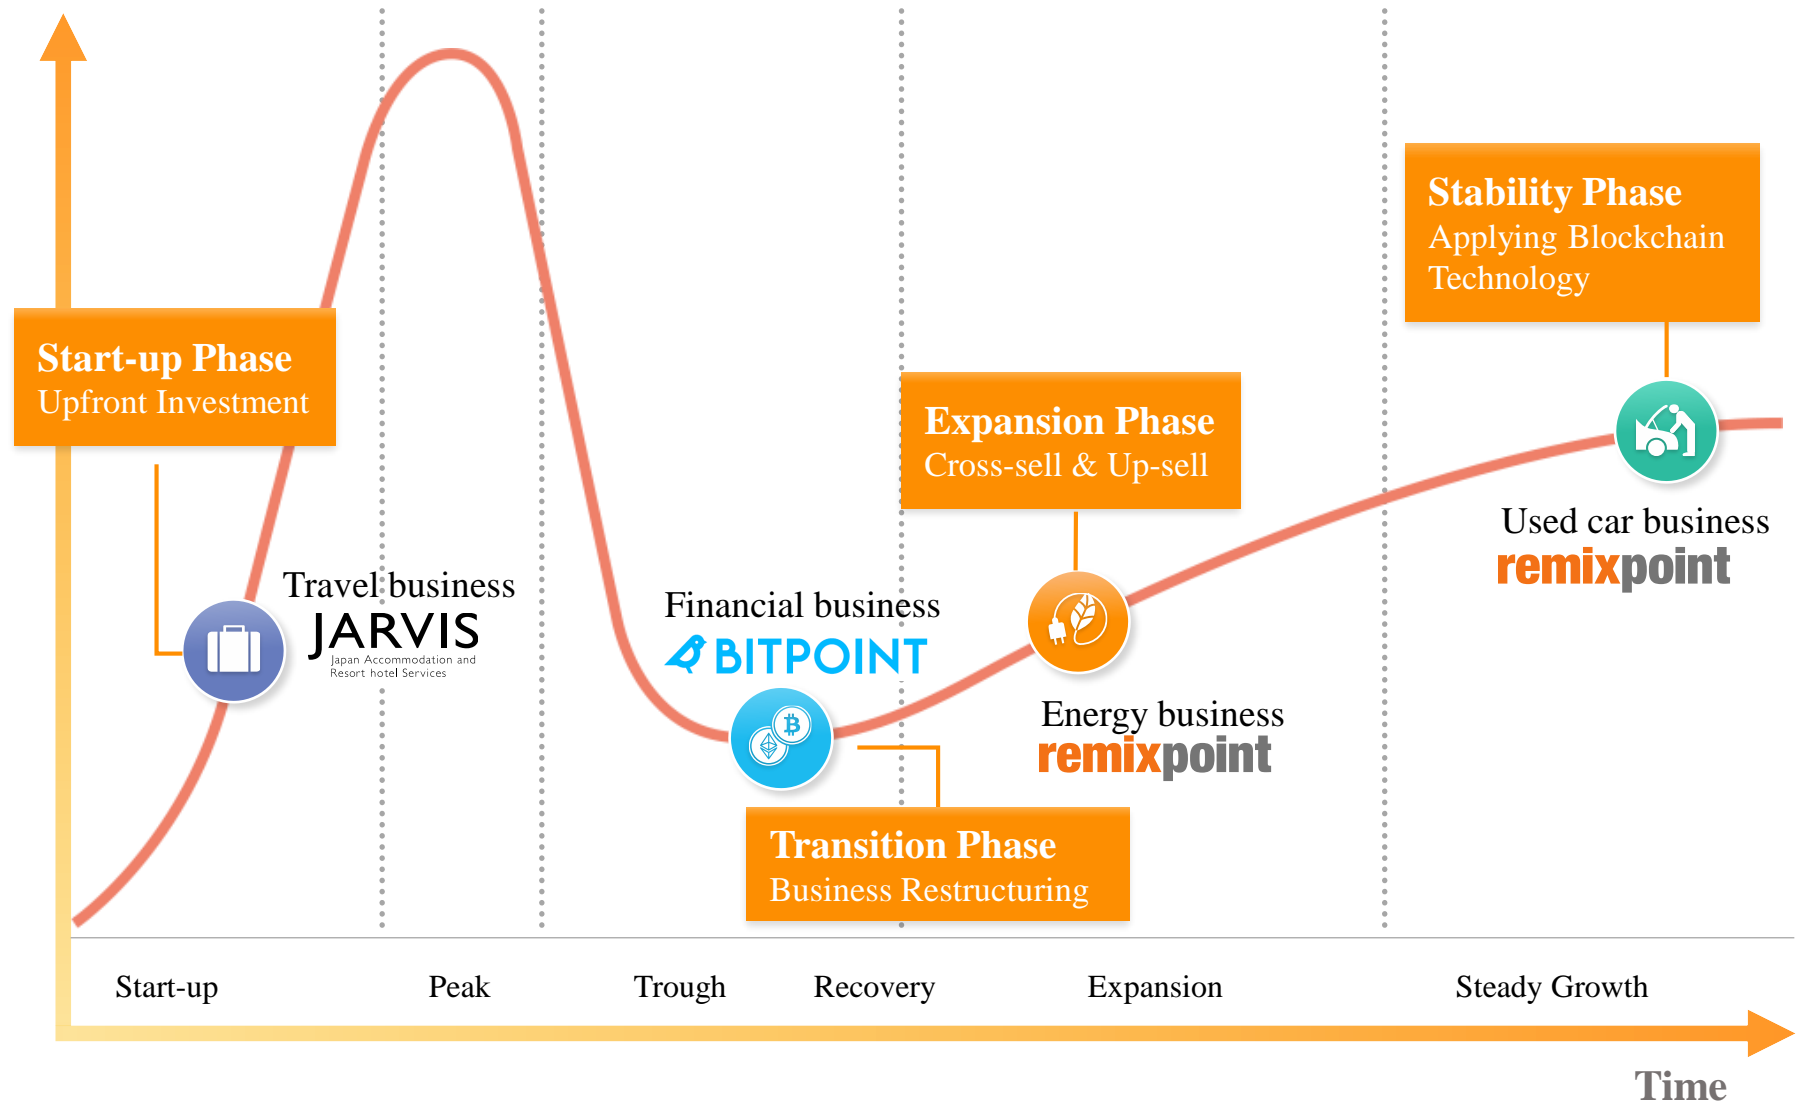 Stability Phase
Applying Blockchain
Technology
Start-up Phase
Upfront Investment
Expansion Phase
Cross-sell & Up-sell
Used car business
remixpoint
Travel business
JARVIS
Japan Accommodation and
Resort hotel Services
Financial business
BITPOINT
Energy business
remixpoint
Transition Phase
Business Restructuring
Start-up
Peak
Trough
Recovery
Expansion
Steady Growth
Time